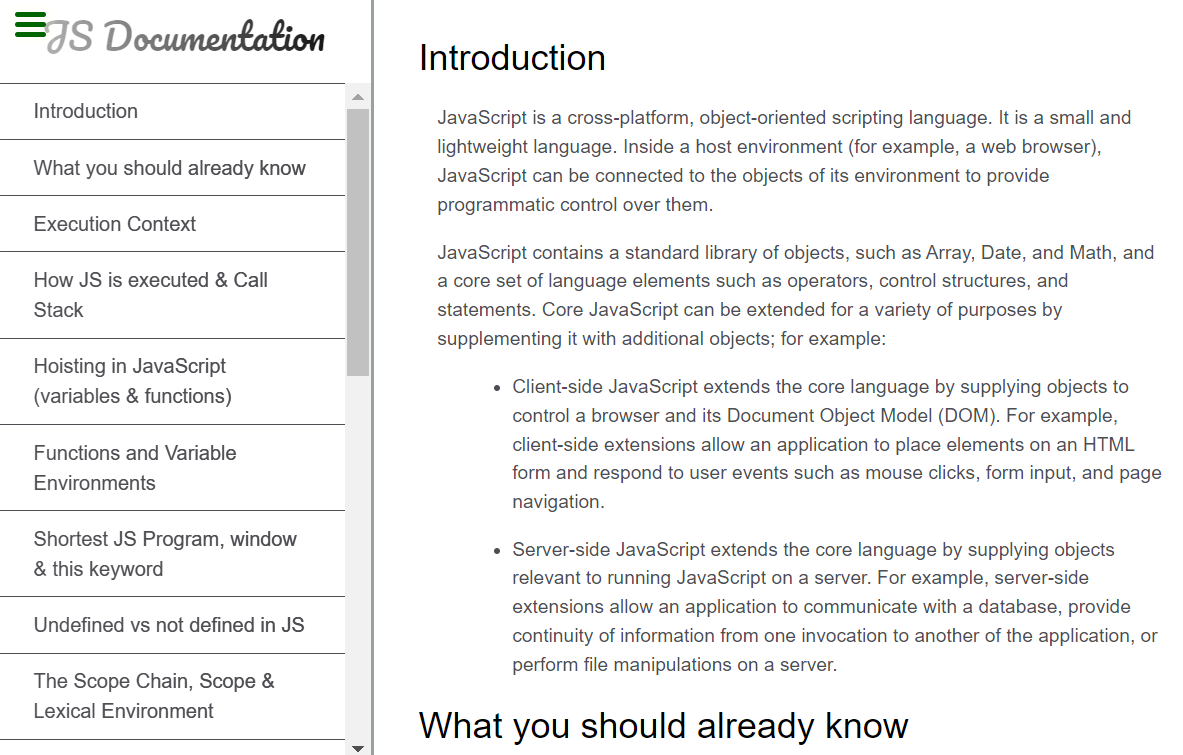 JS Documentation
Introduction
What you should already know
Execution Context
How JS is executed & Call
Stack
Hoisting in JavaScript
(variables & functions)
Functions and Variable
Environments
Shortest JS Program, window
& this keyword
Undefined vs not defined in JS
The Scope Chain, Scope &
Lexical Environment
Introduction
JavaScript is a cross-platform, object-oriented scripting language. It is a small and
lightweight language. Inside a host environment (for example, a web browser),
JavaScript can be connected to the objects of its environment to provide
programmatic control over them.
JavaScript contains a standard library of objects, such as Array, Date, and Math, and
a core set of language elements such as operators, control structures, and
statements. Core JavaScript can be extended for a variety of purposes by
supplementing it with additional objects; for example:
• Client-side JavaScript extends the core language by supplying objects to
control a browser and its Document Object Model (DOM). For example,
client-side extensions allow an application to place elements on an HTML
form and respond to user events such as mouse clicks, form input, and page
navigation.
• Server-side JavaScript extends the core language by supplying objects
relevant to running JavaScript on a server. For example, server-side
extensions allow an application to communicate with a database, provide
continuity of information from one invocation to another of the application, or
perform file manipulations on a server.
What you should already know